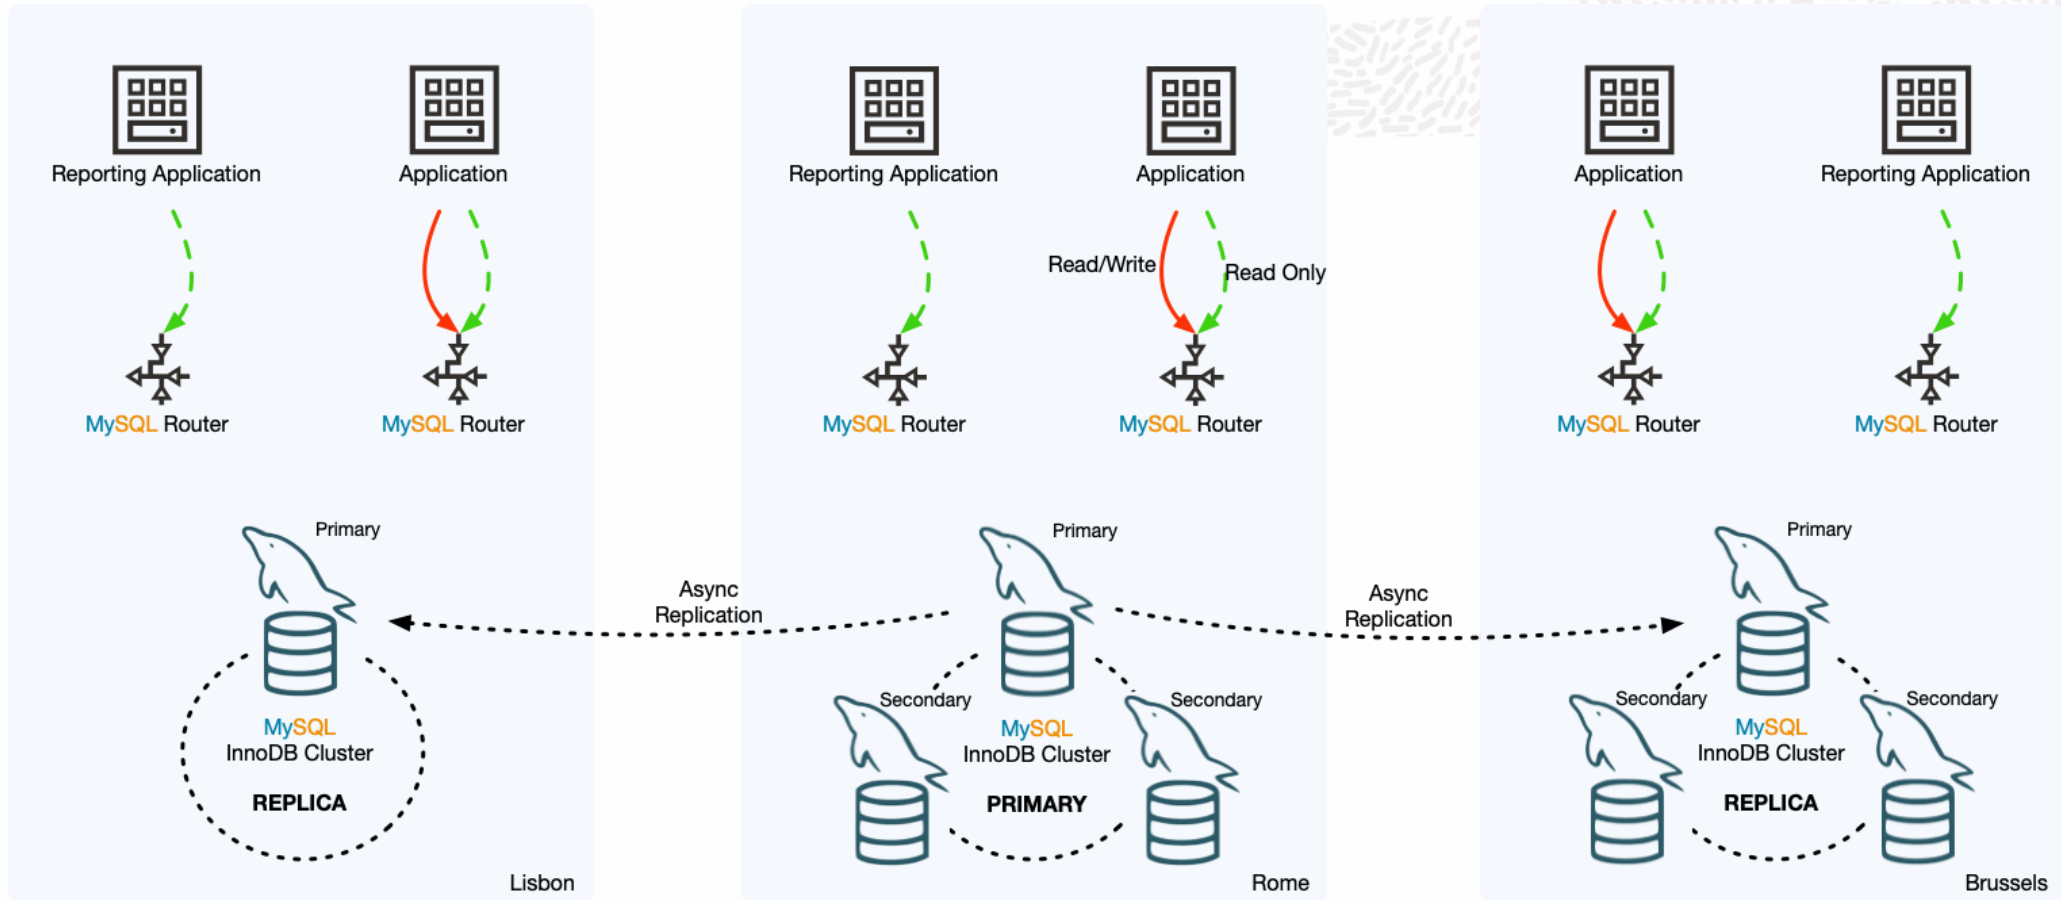 Reporting Application
Application
Reporting Application
Application
Application
Reporting Application
Read/Write
Read Only
MySQL Router
MySQL Router
MySQL Router
MySQL Router
MySQL Router
MySQL Router
Primary
Primary
Primary
Async
Replication
Async
Replication
Secondary
Secondary
Secondary
Secondary
MySQL
InnoDB Cluster
REPLICA
MySQL
InnoDB Cluster
PRIMARY
MySQL
InnoDB Cluster
REPLICA
Lisbon
Rome
Brussels